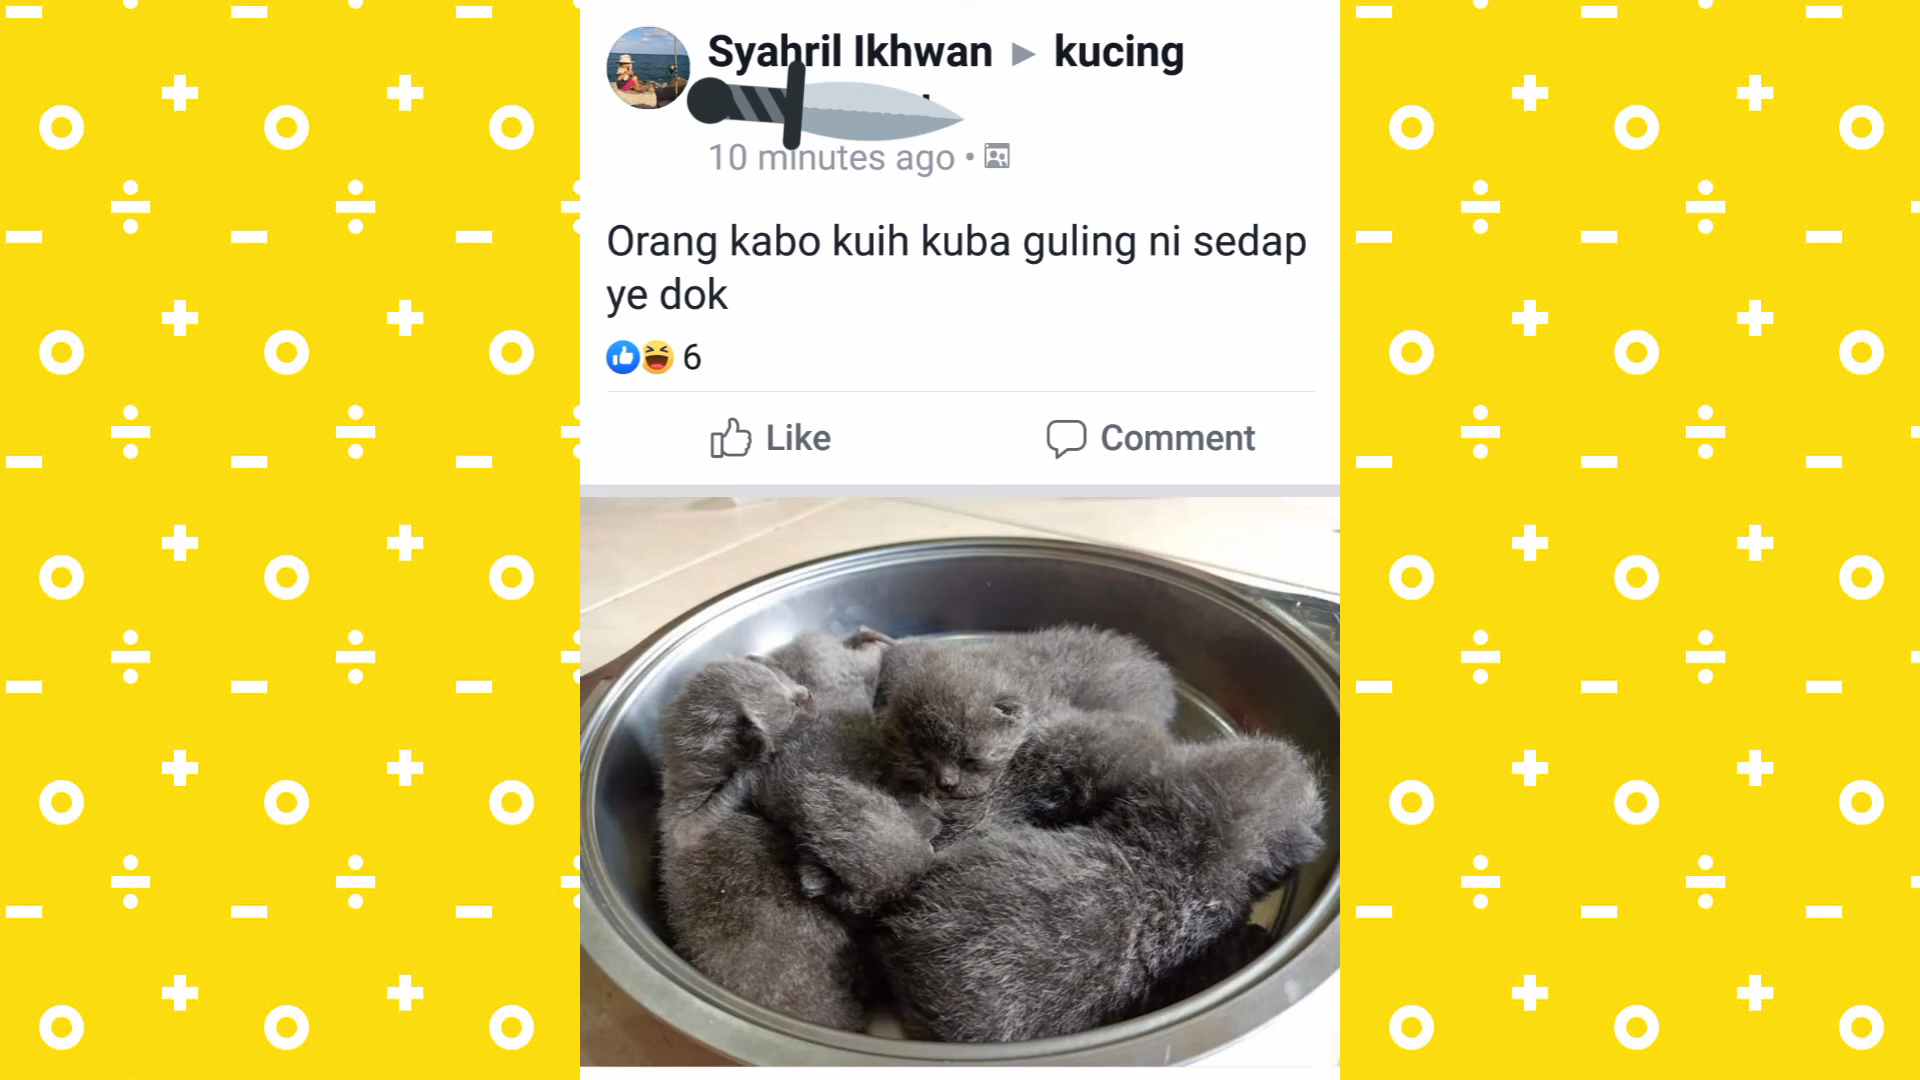 Syahril Ikhwan ▸ kucing
10 minutes ago •
Orang kabo kuih kuba guling ni sedap
ye dok
6
Like
Comment